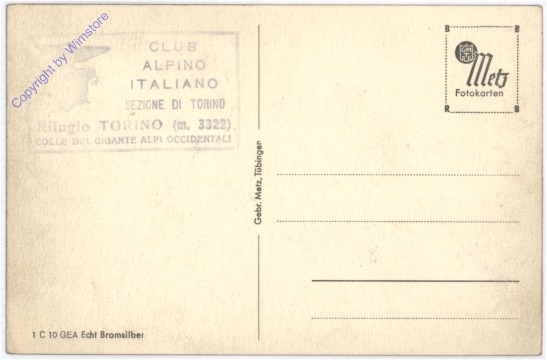 Copyright by Wimstore
CLUB
ALPINO
ITALIANO
SEZIONE DI TORINO
Rifugio TORINO (m. 3322)
COLLE DEL GIGANTE ALPI OCCIDENTALI
B B
Metz
Fotokarten
R B
Gebr. Metz, Tübingen
1 C 10 GEA Echt Bromsilber